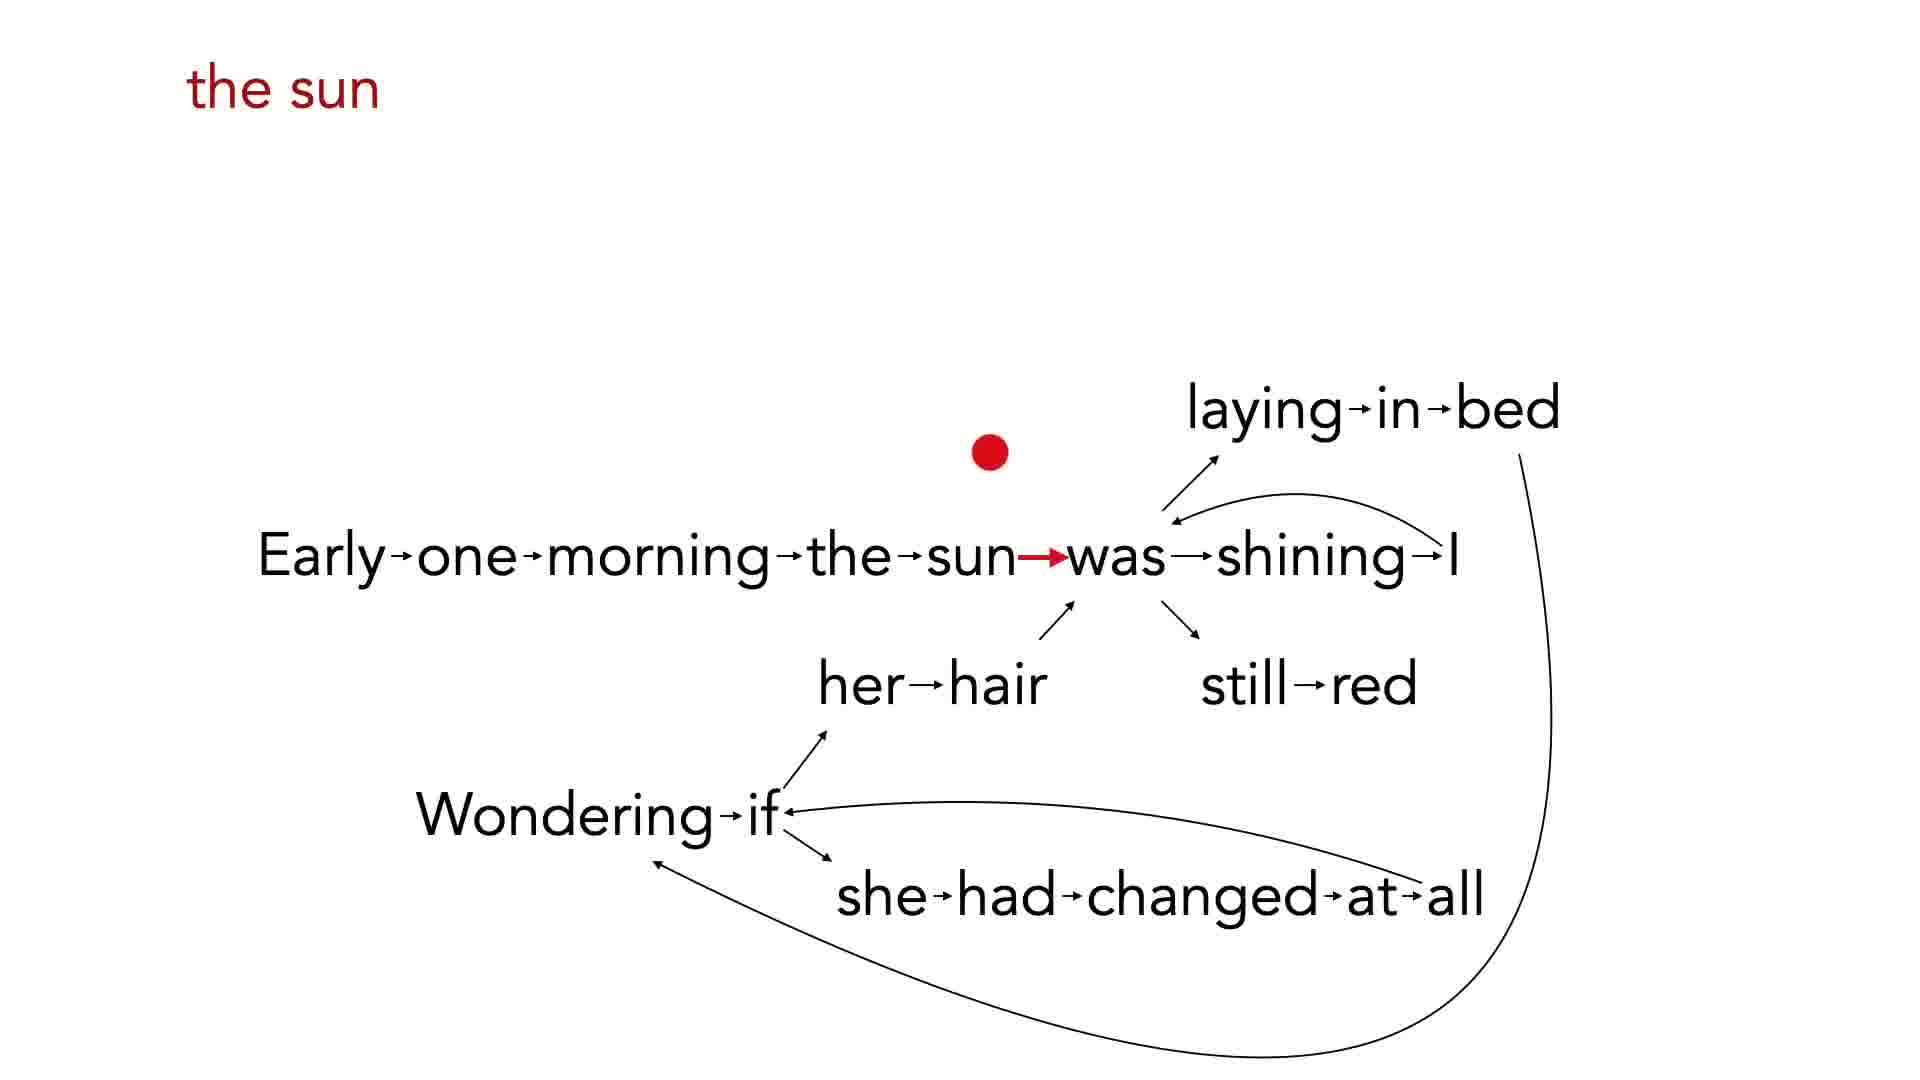 the sun
laying in bed
Early one morning the sun was shining I
her hair still red
Wondering if
she had changed at all